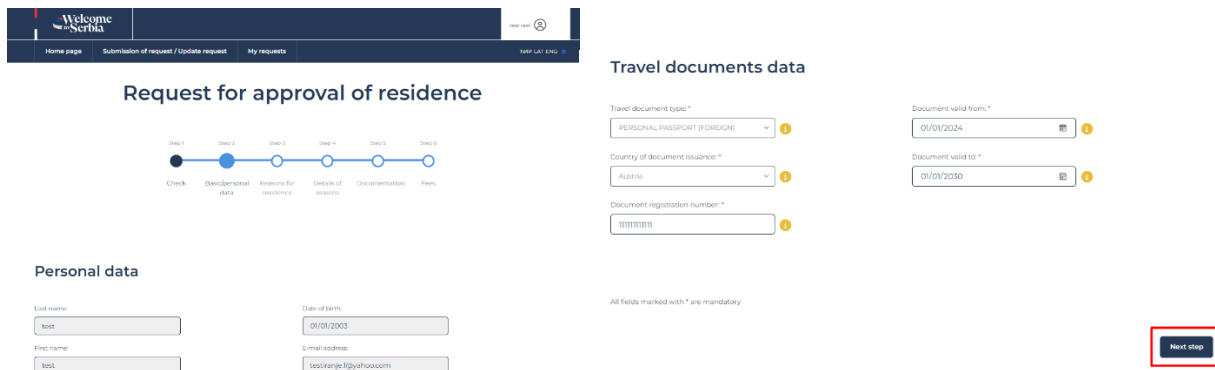 Welcome
to Serbia
test test
Home page
Submission of request / Update request
My requests
ЋИР LAT ENG
Request for approval of residence
Step 1
Step 2
Step 3
Step 4
Step 5
Step 6
Check
Basic/personal
data
Reasons for
residence
Details of
reasons
Documentation
Fees
Personal data
Last name:
test
Date of birth:
01/01/2003
First name:
test
E-mail address:
testiranje.1@yahoo.com
Travel documents data
Travel document type: *
PERSONAL PASSPORT (FOREIGN)
Document valid from: *
01/01/2024
Country of document issuance: *
Austria
Document valid to: *
01/01/2030
Document registration number: *
All fields marked with * are mandatory
Next step